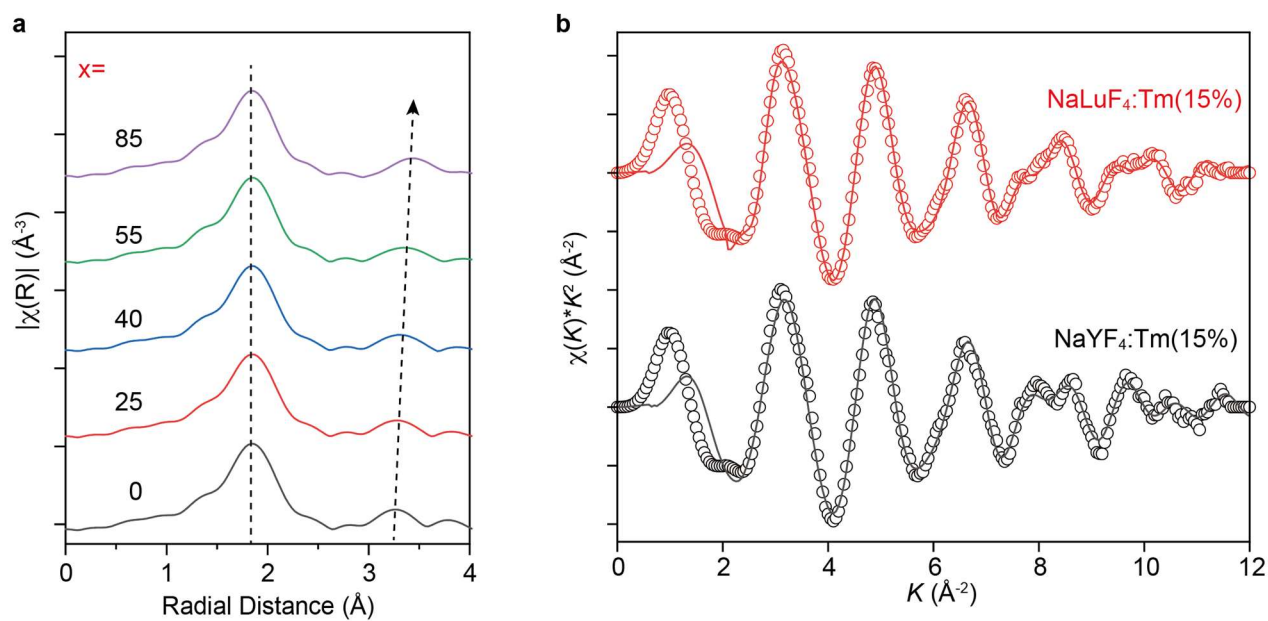 a
x=
85
55
40
25
0
|χ(R)| (Å-3)
0 1 2 3 4
Radial Distance (Å)
b
NaLuF4:Tm(15%)
NaYF4:Tm(15%)
χ(K)*K2 (Å-2)
0 2 4 6 8 10 12
K (Å-2)